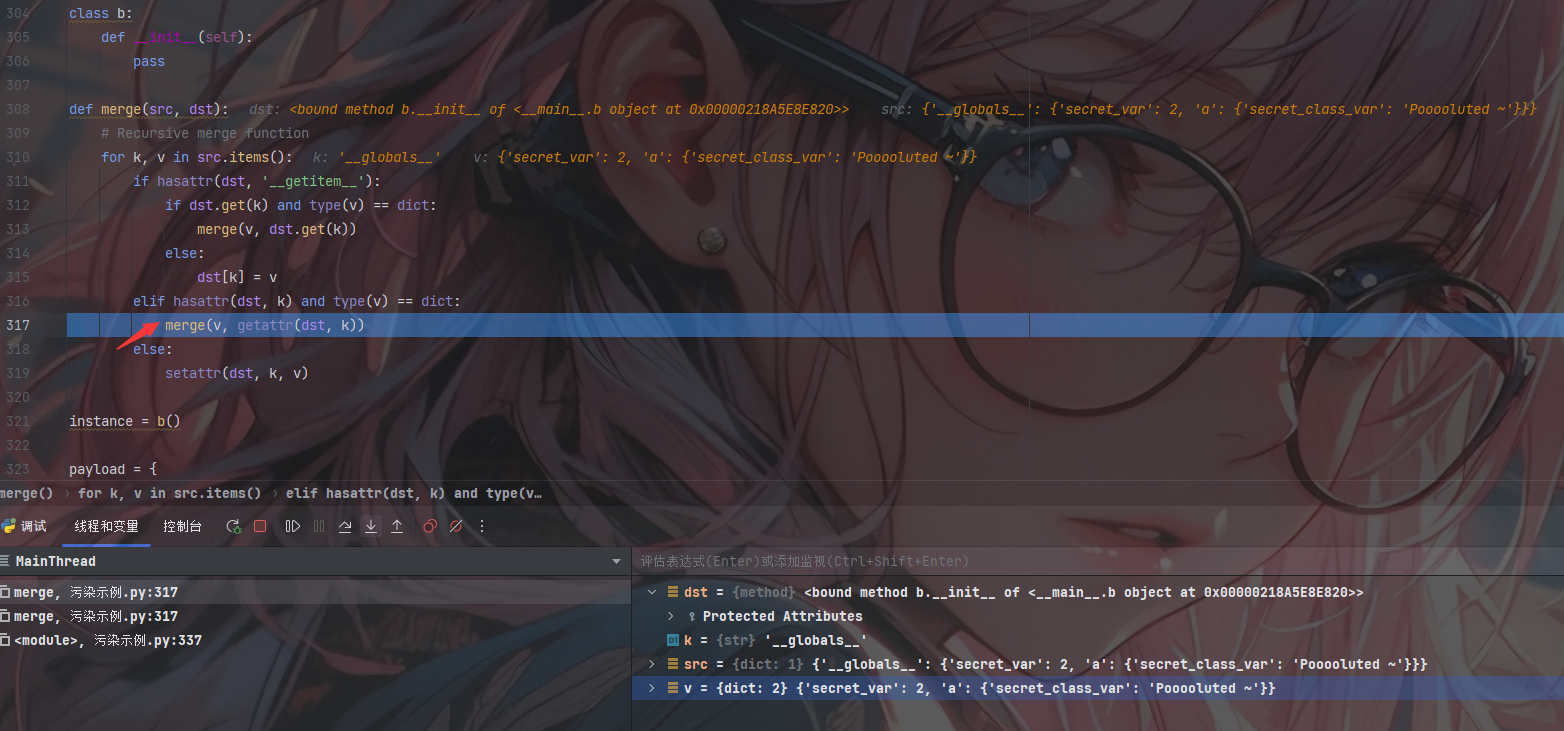 304 class b:
305 def __init__(self):
306 pass
307
308 def merge(src, dst): dst: <bound method b.__init__ of <__main__.b object at 0x00000218A5E8E820>> src: {'__globals__': {'secret_var': 2, 'a': {'secret_class_var': 'Pooooluted ~'}}}
309 # Recursive merge function
310 for k, v in src.items(): k: '__globals__' v: {'secret_var': 2, 'a': {'secret_class_var': 'Pooooluted ~'}}
311 if hasattr(dst, '__getitem__'):
312 if dst.get(k) and type(v) == dict:
313 merge(v, dst.get(k))
314 else:
315 dst[k] = v
316 elif hasattr(dst, k) and type(v) == dict:
317 merge(v, getattr(dst, k))
318 else:
319 setattr(dst, k, v)
320
321 instance = b()
322
323 payload = {
merge() › for k, v in src.items() › elif hasattr(dst, k) and type(v…
调试 线程和变量 控制台
MainThread 评估表达式(Enter)或添加监视(Ctrl+Shift+Enter)
merge, 污染示例.py:317
merge, 污染示例.py:317
<module>, 污染示例.py:337
dst = {method} <bound method b.__init__ of <__main__.b object at 0x00000218A5E8E820>>
Protected Attributes
k = {str} '__globals__'
src = {dict: 1} {'__globals__': {'secret_var': 2, 'a': {'secret_class_var': 'Pooooluted ~'}}}
v = {dict: 2} {'secret_var': 2, 'a': {'secret_class_var': 'Pooooluted ~'}}